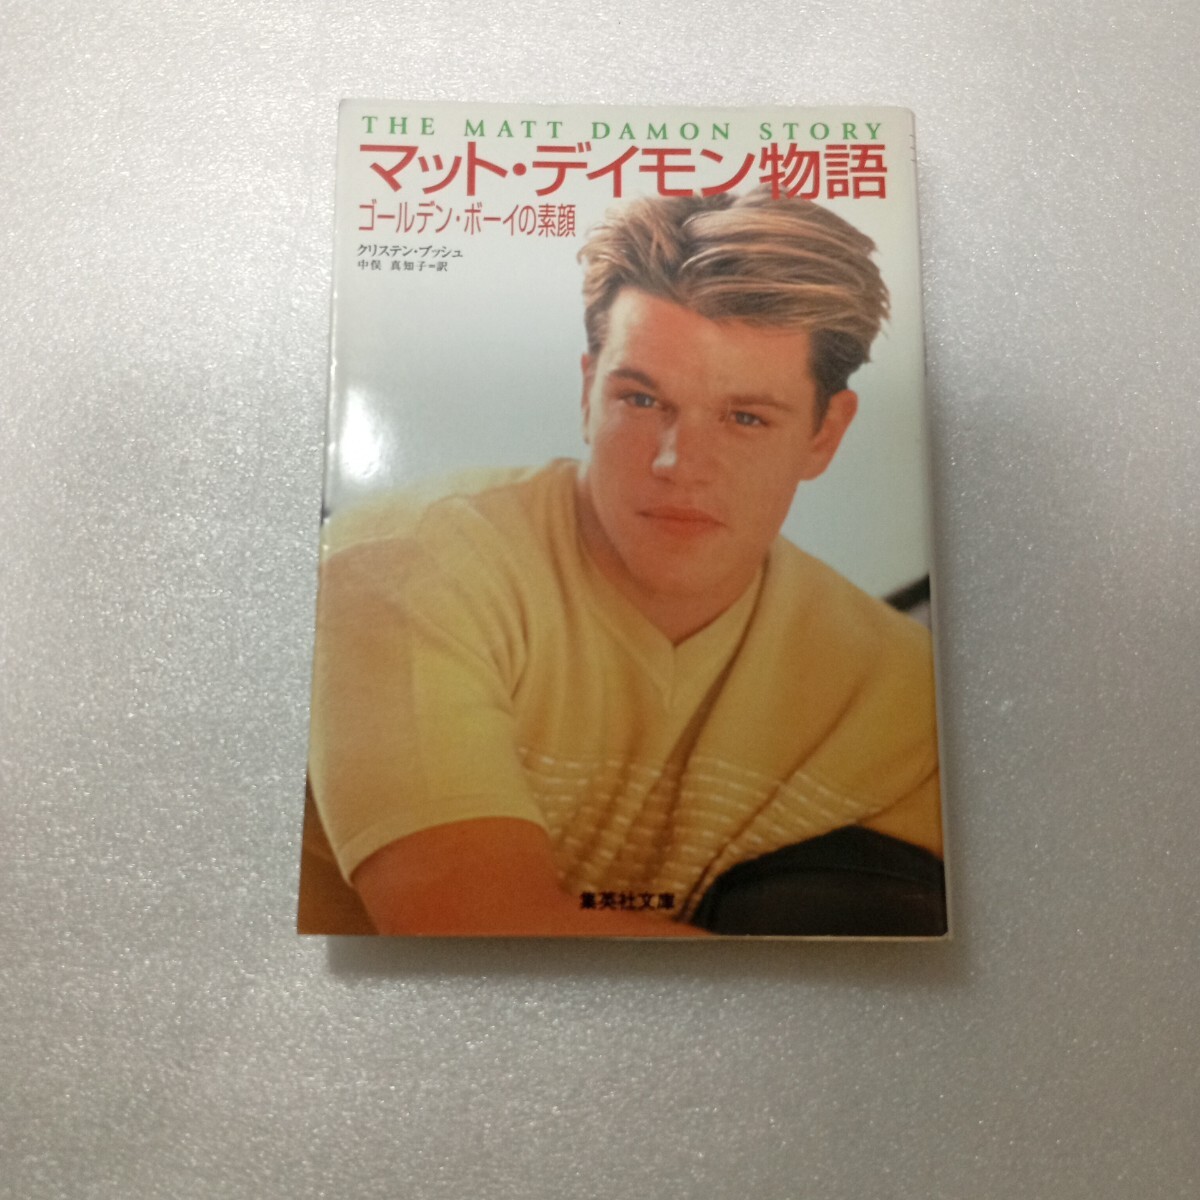 THE MATT DAMON STORY
マット・デイモン物語
ゴールデン・ボーイの素顔
クリステン・ブッシュ
中俣 真知子=訳
集英社文庫